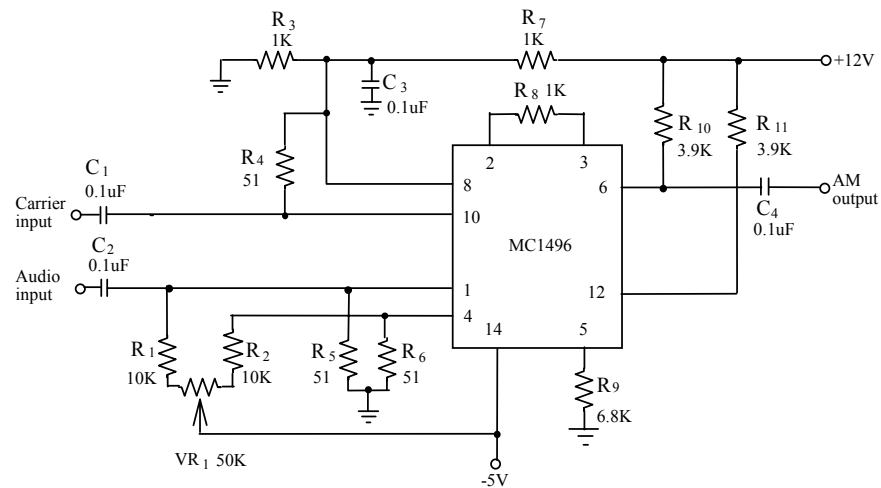 R3
1K
R7
1K
+12V
C3
0.1uF
R8 1K
R10
3.9K
R11
3.9K
R4
51
2
3
C1
0.1uF
8
6
AM
output
Carrier
input
10
C4
0.1uF
MC1496
C2
0.1uF
Audio
input
1
12
4
14
5
R1
10K
R2
10K
R5
51
R6
51
R9
6.8K
VR1 50K
-5V